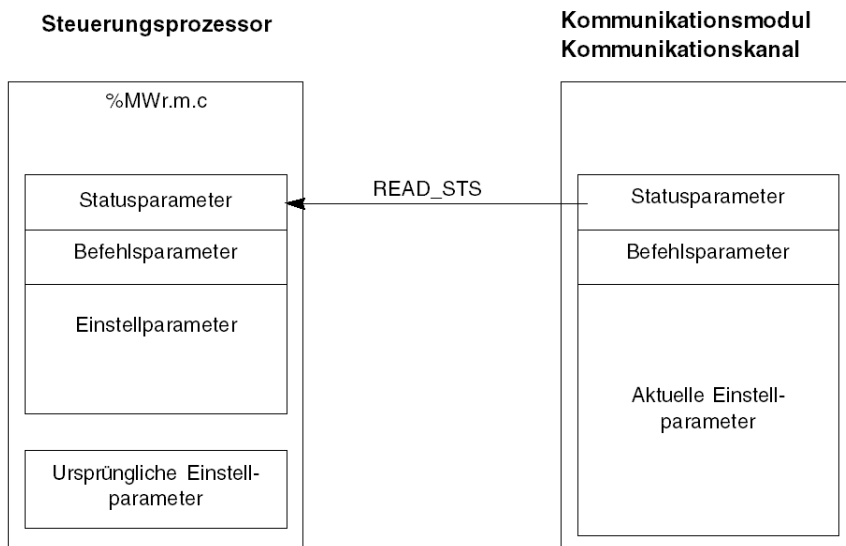 Steuerungsprozessor
Kommunikationsmodul
Kommunikationskanal
%MWr.m.c
Statusparameter
READ_STS
Statusparameter
Befehlsparameter
Befehlsparameter
Einstellparameter
Aktuelle Einstell-
parameter
Ursprüngliche Einstell-
parameter